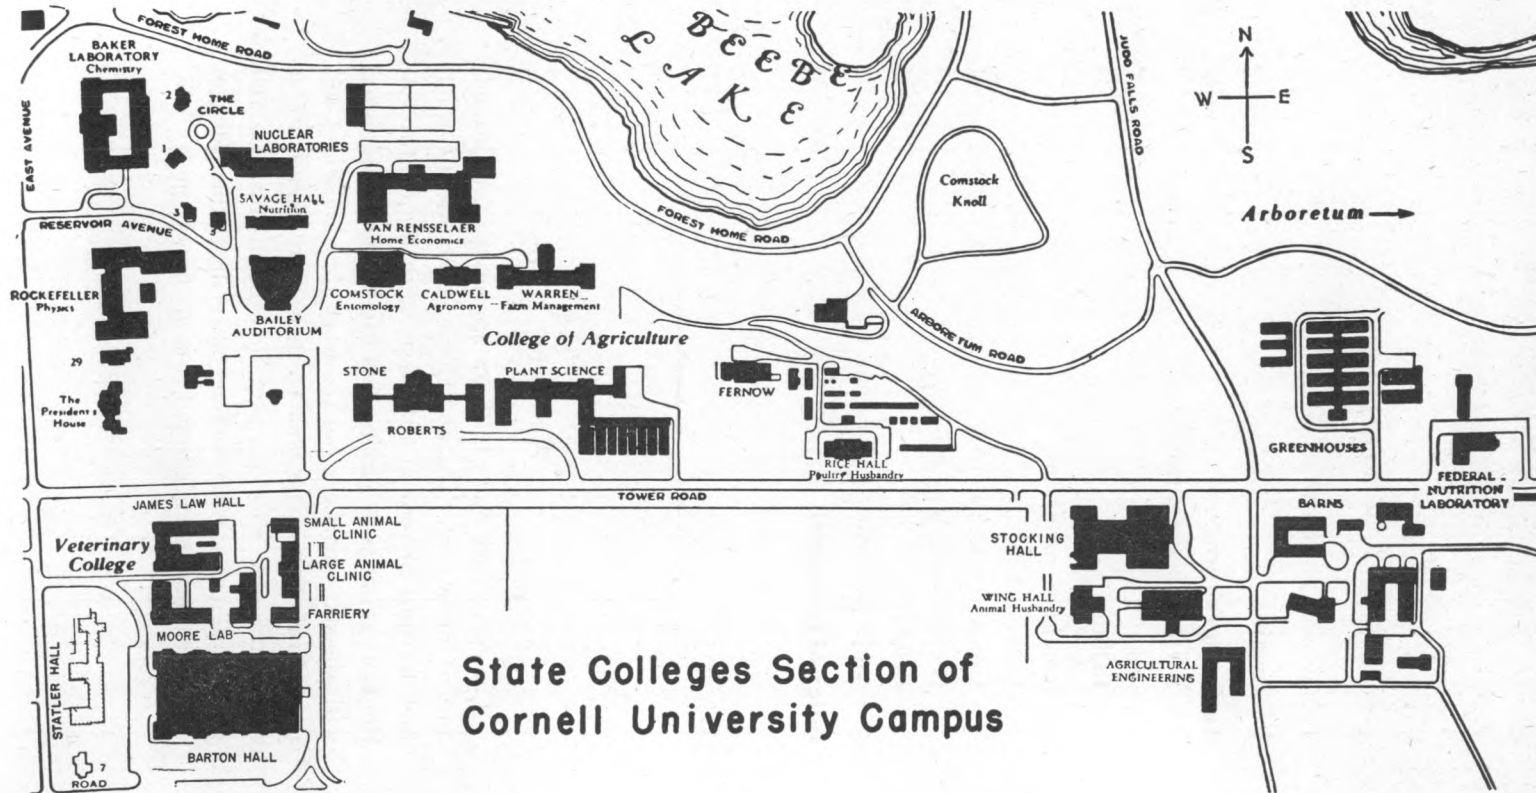 FOREST HOME ROAD
BEEBE
LAKE
JUDD FALLS ROAD
N
W E
S
BAKER
LABORATORY
Chemistry
2
THE
CIRCLE
EAST AVENUE
1
NUCLEAR
LABORATORIES
Comstock
Knoll
SAVAGE HALL
Nutrition
3
3
RESERVOIR AVENUE
Arboretum
FOREST HOME ROAD
VAN RENSSELAER
Home Economics
ROCKEFELLER
Physics
COMSTOCK
Entomology
CALDWELL
Agronomy
WARREN
Farm Management
BAILEY
AUDITORIUM
ARBORETUM ROAD
College of Agriculture
29
STONE
PLANT SCIENCE
FERNOW
The
President's
House
ROBERTS
GREENHOUSES
RICE HALL
Poultry Husbandry
FEDERAL
NUTRITION
LABORATORY
TOWER ROAD
BARNS
JAMES LAW HALL
SMALL ANIMAL
CLINIC
Veterinary
College
STOCKING
HALL
LARGE ANIMAL
CLINIC
FARRIERY
WING HALL
Animal Husbandry
MOORE LAB
STATLER HALL
AGRICULTURAL
ENGINEERING
State Colleges Section of
Cornell University Campus
BARTON HALL
7
ROAD